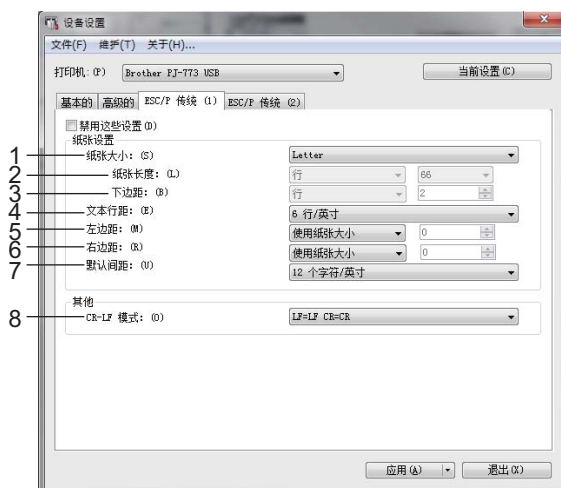 设备设置
文件(F) 维护(T) 关于(H)...
打印机: (P) Brother PJ-773 USB 当前设置(C)
基本的 高级的 ESC/P 传统 (1) ESC/P 传统 (2)
禁用这些设置(D)
纸张设置
1 纸张大小: (S) Letter
2 纸张长度: (L) 行 66
3 下边距: (B) 行 2
4 文本行距: (E) 6 行/英寸
5 左边距: (M) 使用纸张大小 0
6 右边距: (R) 使用纸张大小 0
7 默认间距: (U) 12 个字符/英寸
其他
8 CR-LF 模式: (O) LF=LF CR=CR
应用(A) 退出(X)